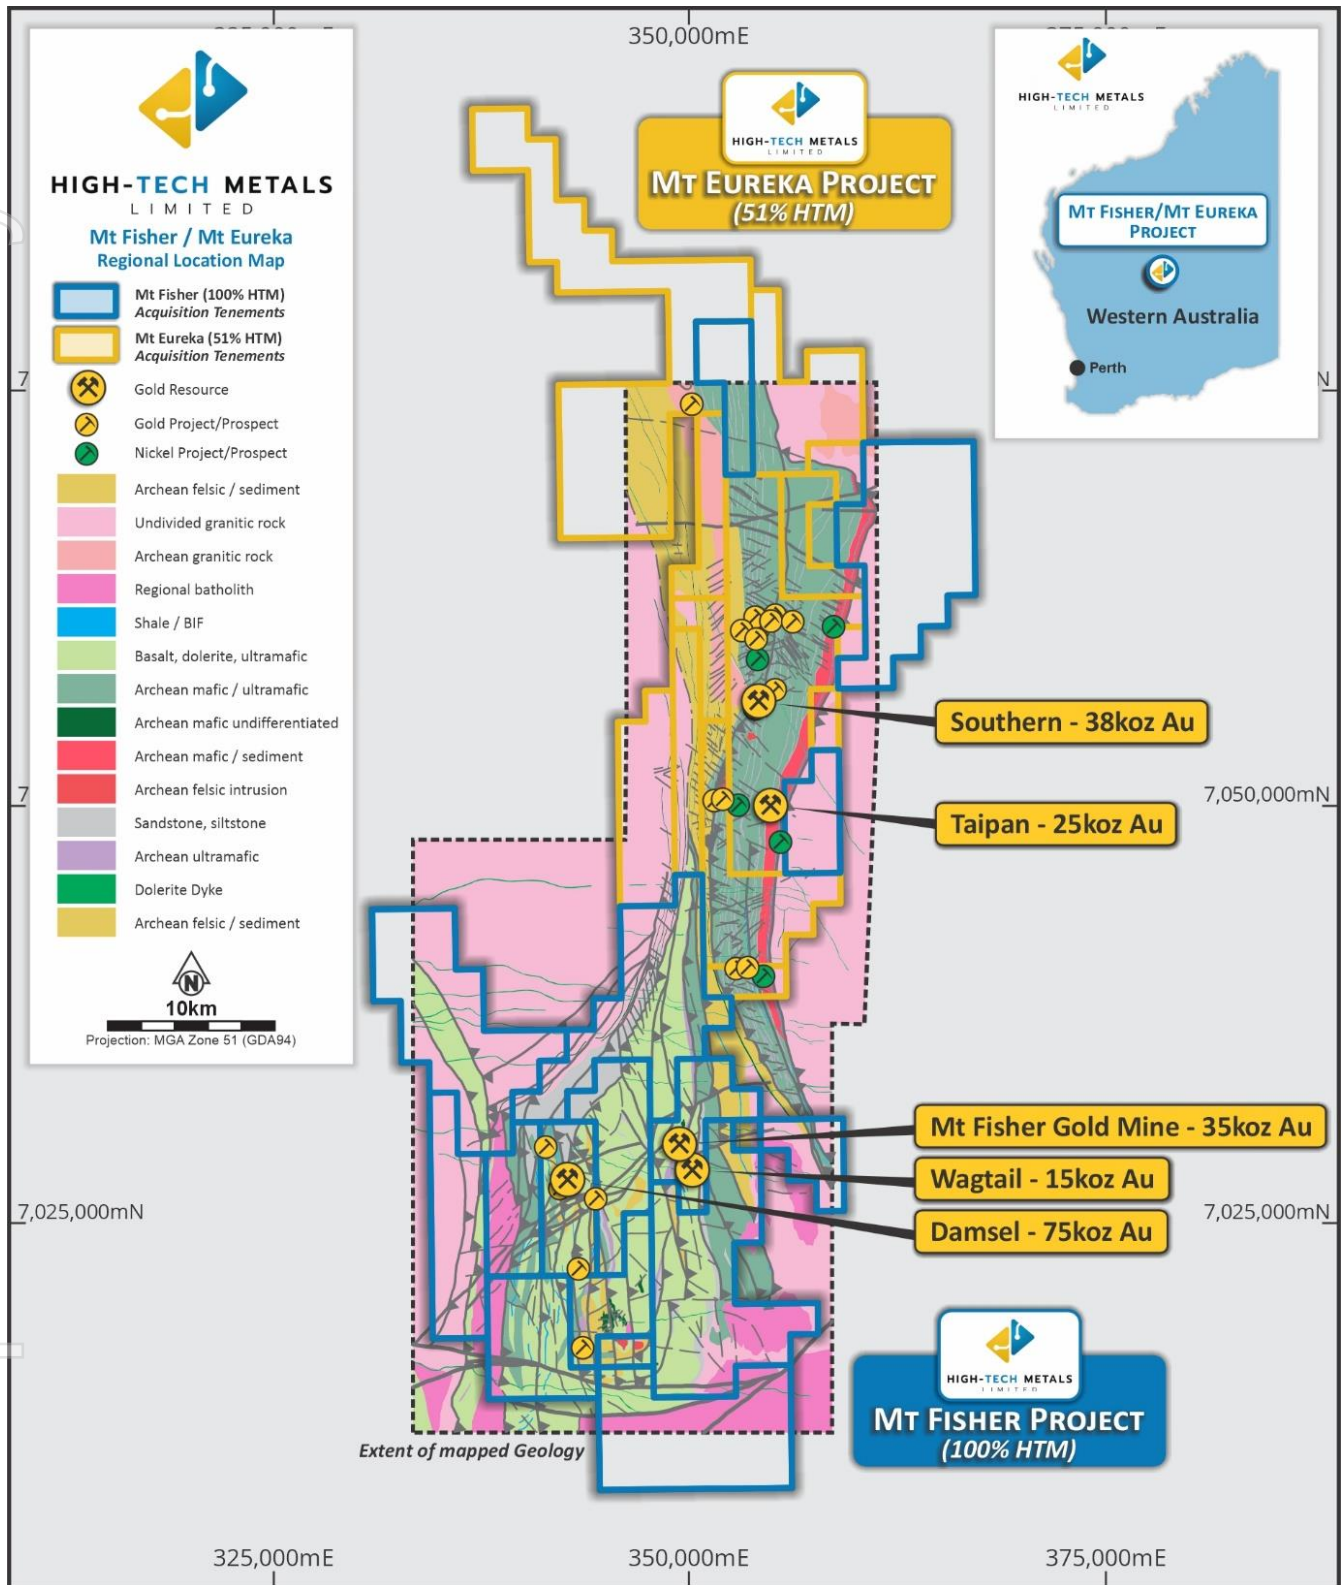 350,000mE
HIGH-TECH METALS
LIMITED
Mt Fisher / Mt Eureka
Regional Location Map
Mt Fisher (100% HTM)
Acquisition Tenements
Mt Eureka (51% HTM)
Acquisition Tenements
Gold Resource
Gold Project/Prospect
Nickel Project/Prospect
Archean felsic / sediment
Undivided granitic rock
Archean granitic rock
Regional batholith
Shale / BIF
Basalt, dolerite, ultramafic
Archean mafic / ultramafic
Archean mafic undifferentiated
Archean mafic / sediment
Archean felsic intrusion
Sandstone, siltstone
Archean ultramafic
Dolerite Dyke
Archean felsic / sediment
N
10km
Projection: MGA Zone 51 (GDA94)
HIGH-TECH METALS
LIMITED
MT EUREKA PROJECT
(51% HTM)
HIGH-TECH METALS
LIMITED
MT FISHER/MT EUREKA
PROJECT
Western Australia
Perth
7
N
Southern - 38koz Au
7
7,050,000mN
Taipan - 25koz Au
Mt Fisher Gold Mine - 35koz Au
Wagtail - 15koz Au
Damsel - 75koz Au
7,025,000mN
7,025,000mN
HIGH-TECH METALS
LIMITED
MT FISHER PROJECT
(100% HTM)
Extent of mapped Geology
325,000mE
350,000mE
375,000mE